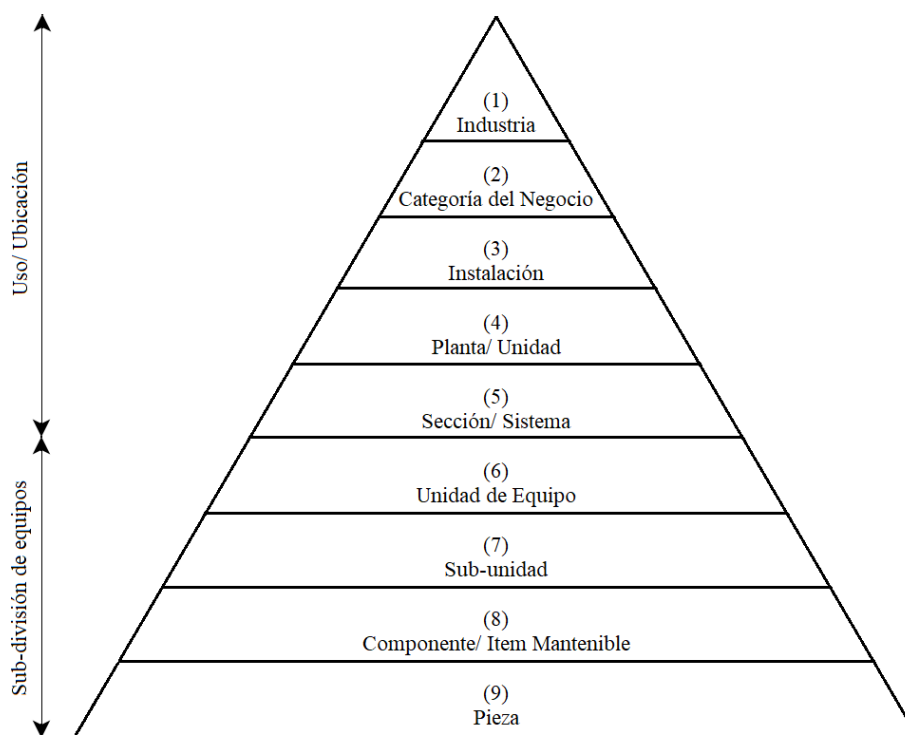 Uso/ Ubicación
Sub-división de equipos
(1)
Industria
(2)
Categoría del Negocio
(3)
Instalación
(4)
Planta/ Unidad
(5)
Sección/ Sistema
(6)
Unidad de Equipo
(7)
Sub-unidad
(8)
Componente/ Item Mantenible
(9)
Pieza